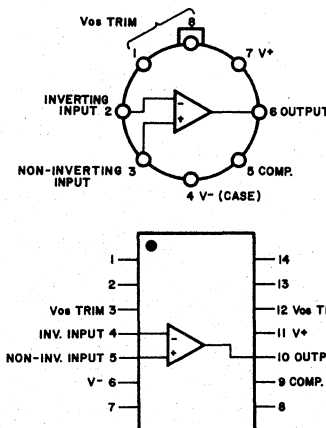 Vos TRIM
8
1
7 V+
INVERTING
INPUT 2
-
+
6 OUTPUT
NON-INVERTING 3
INPUT
5 COMP.
4 V- (CASE)
1
14
2
13
Vos TRIM 3
12 Vos T
INV. INPUT 4
-
11 V+
NON-INV. INPUT 5
+
10 OUTP
V- 6
9 COMP.
7
8